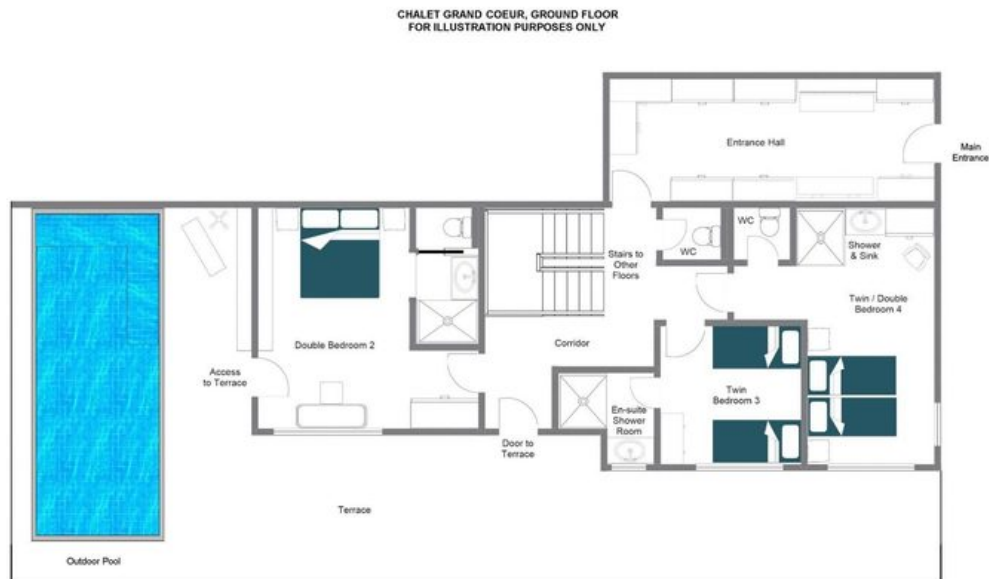 CHALET GRAND COEUR, GROUND FLOOR
FOR ILLUSTRATION PURPOSES ONLY
Entrance Hall
Main
Entrance
WC
WC
Shower
& Sink
Stairs to
Other
Floors
Twin / Double
Bedroom 4
Double Bedroom 2
Corridor
Access
to Terrace
Twin
Bedroom 3
En-suite
Shower
Room
Door to
Terrace
Terrace
Outdoor Pool